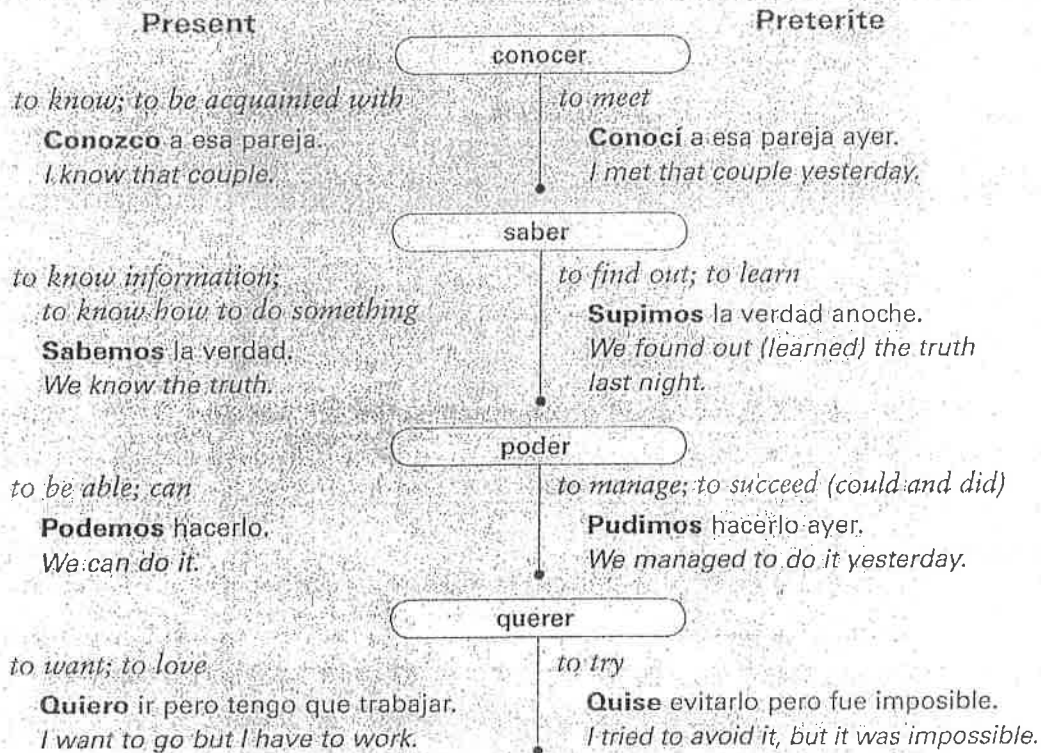 Present
Preterite
conocer
to know; to be acquainted with
Conozco a esa pareja.
I know that couple.
to meet
Conocí a esa pareja ayer.
I met that couple yesterday.
saber
to know information;
to know how to do something
Sabemos la verdad.
We know the truth.
to find out; to learn
Supimos la verdad anoche.
We found out (learned) the truth
last night.
poder
to be able; can
Podemos hacerlo.
We can do it.
to manage; to succeed (could and did)
Pudimos hacerlo ayer.
We managed to do it yesterday.
querer
to want; to love
Quiero ir pero tengo que trabajar.
I want to go but I have to work.
to try
Quise evitarlo pero fue imposible.
I tried to avoid it, but it was impossible.